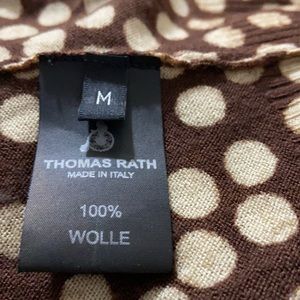 M
THOMAS RATH
MADE IN ITALY
100%
WOLLE